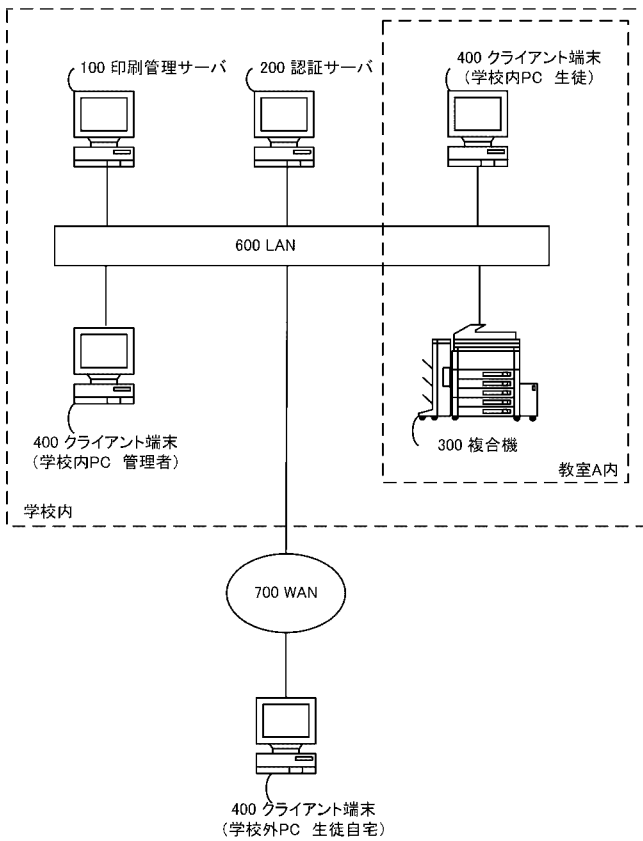 100 印刷管理サーバ
200 認証サーバ
400 クライアント端末
(学校内PC 生徒)
600 LAN
400 クライアント端末
(学校内PC 管理者)
300 複合機
教室A内
学校内
700 WAN
400 クライアント端末
(学校外PC 生徒自宅)